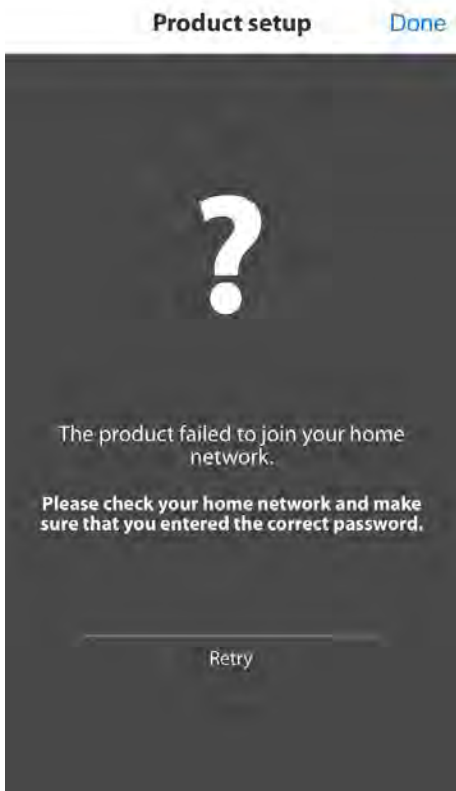 Product setup Done
?
The product failed to join your home
network.
Please check your home network and make
sure that you entered the correct password.
Retry